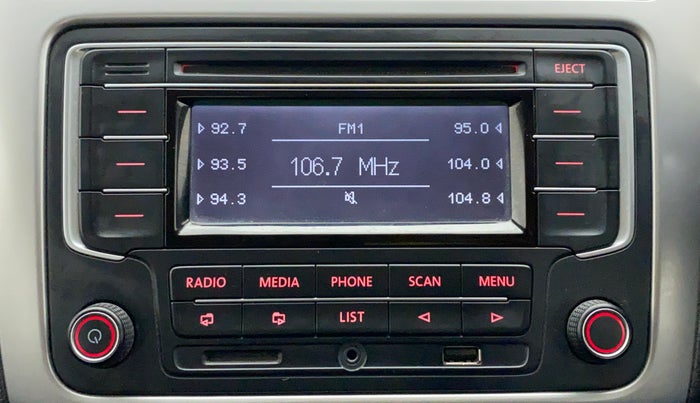 EJECT
92.7 FM1 95.0
93.5 106.7 MHz 104.0
94.3 104.8
RADIO MEDIA PHONE SCAN MENU
LIST